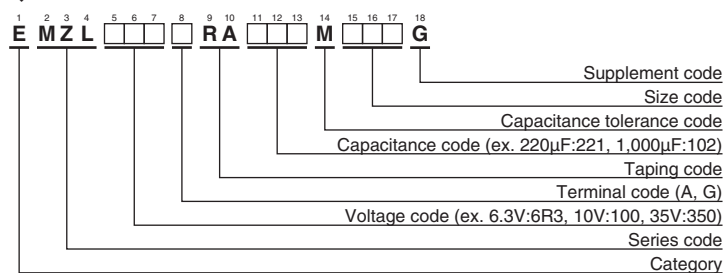 1 2 3 4 5 6 7 8 9 10 11 12 13 14 15 16 17 18
E MZL □□□ □ RA □□□ M □□□ G
Supplement code
Size code
Capacitance tolerance code
Capacitance code (ex. 220μF:221, 1,000μF:102)
Taping code
Terminal code (A, G)
Voltage code (ex. 6.3V:6R3, 10V:100, 35V:350)
Series code
Category